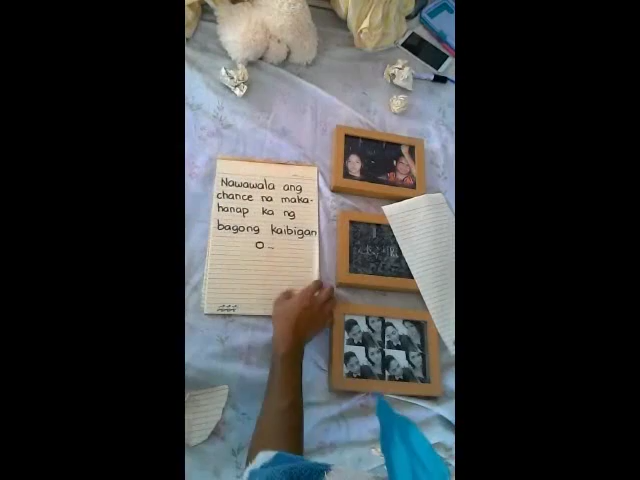 Nawawala ang
chance na maka-
hanap ka ng
bagong kaibigan
O~